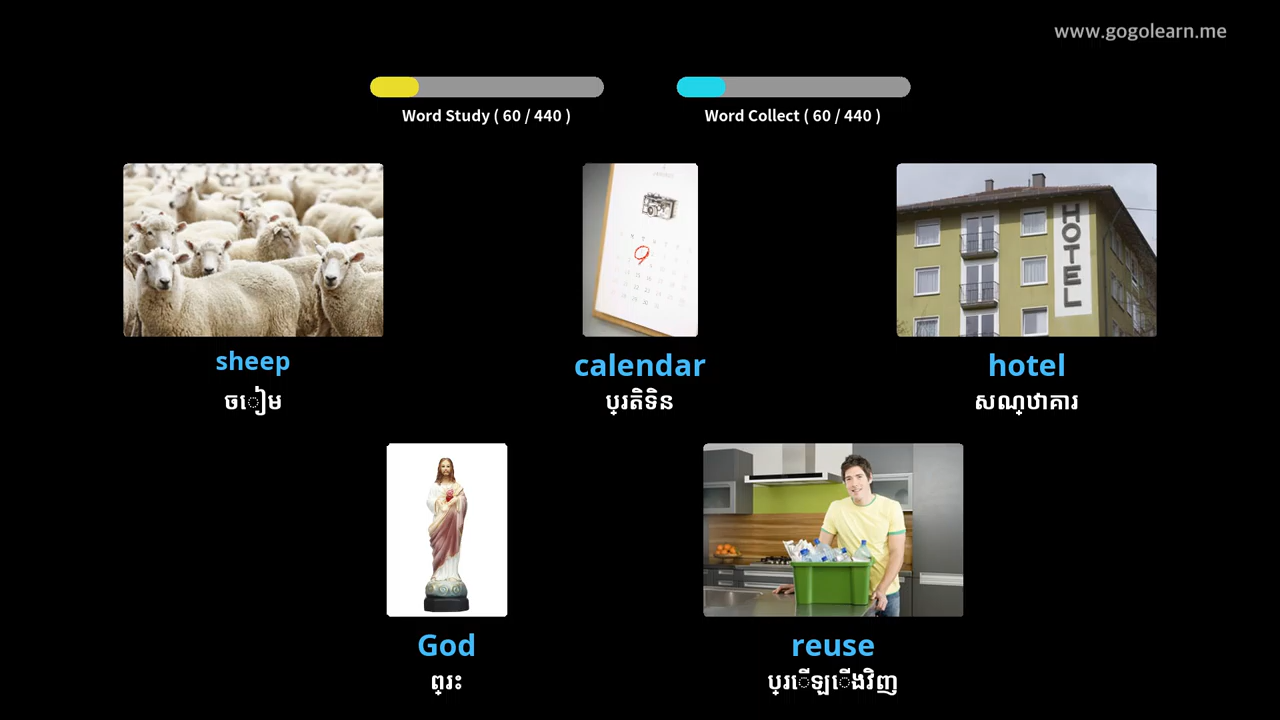 www.gogolearn.me
Word Study ( 60 / 440 )
Word Collect ( 60 / 440 )
HOTEL
9
sheep
calendar
hotel
ចៀម
ប្រតិទិន
សណ្ឋាគារ
God
reuse
ព្រះ
ប្រើឡើងវិញ